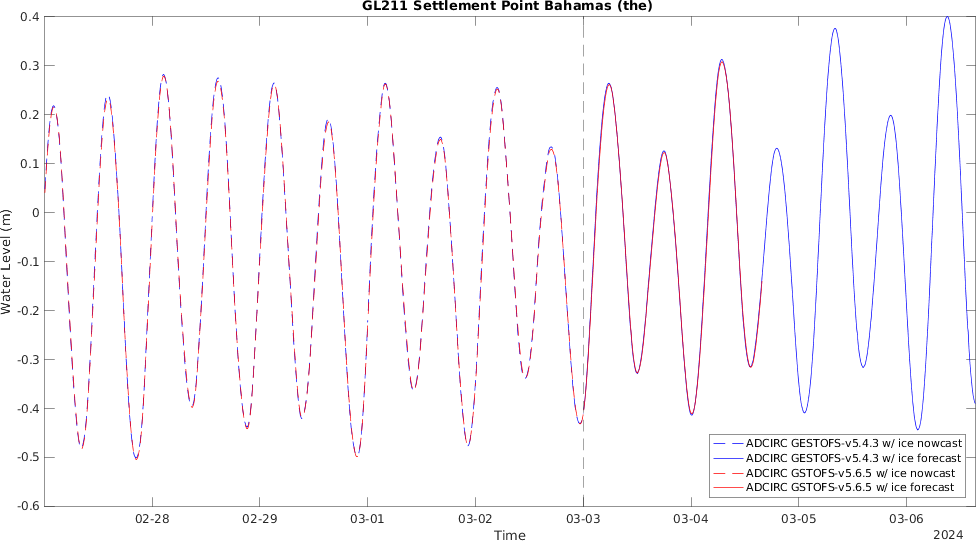 GL211 Settlement Point Bahamas (the)
Water Level (m)
0.4
0.3
0.2
0.1
0
-0.1
-0.2
-0.3
-0.4
-0.5
-0.6
ADCIRC GESTOFS-v5.4.3 w/ ice nowcast
ADCIRC GESTOFS-v5.4.3 w/ ice forecast
ADCIRC GSTOFS-v5.6.5 w/ ice nowcast
ADCIRC GSTOFS-v5.6.5 w/ ice forecast
02-28 02-29 03-01 03-02 03-03 03-04 03-05 03-06
Time
2024